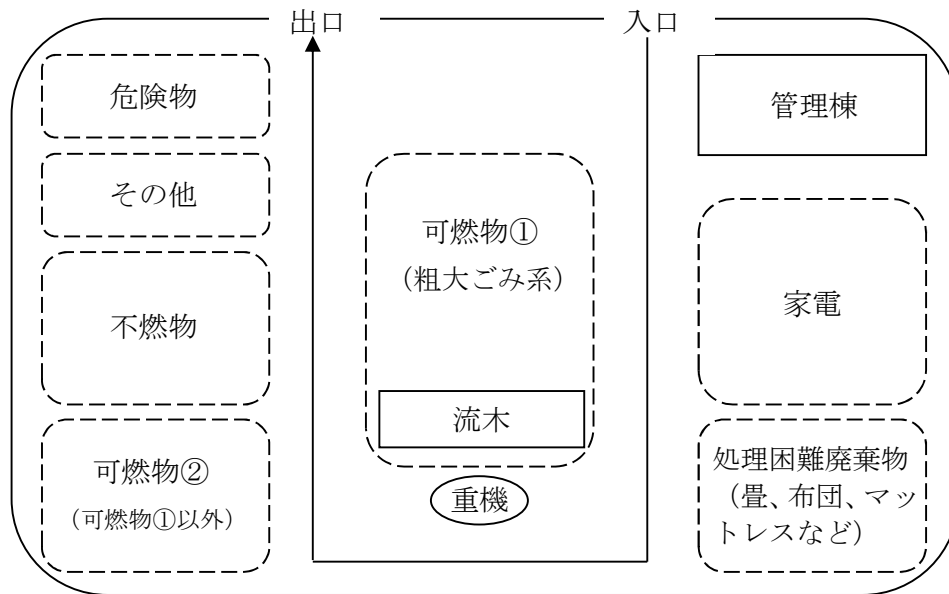 出口
入口
危険物
その他
不燃物
可燃物②
（可燃物①以外）
可燃物①
（粗大ごみ系）
流木
重機
管理棟
家電
処理困難廃棄物
（畳、布団、マッ
トレスなど）